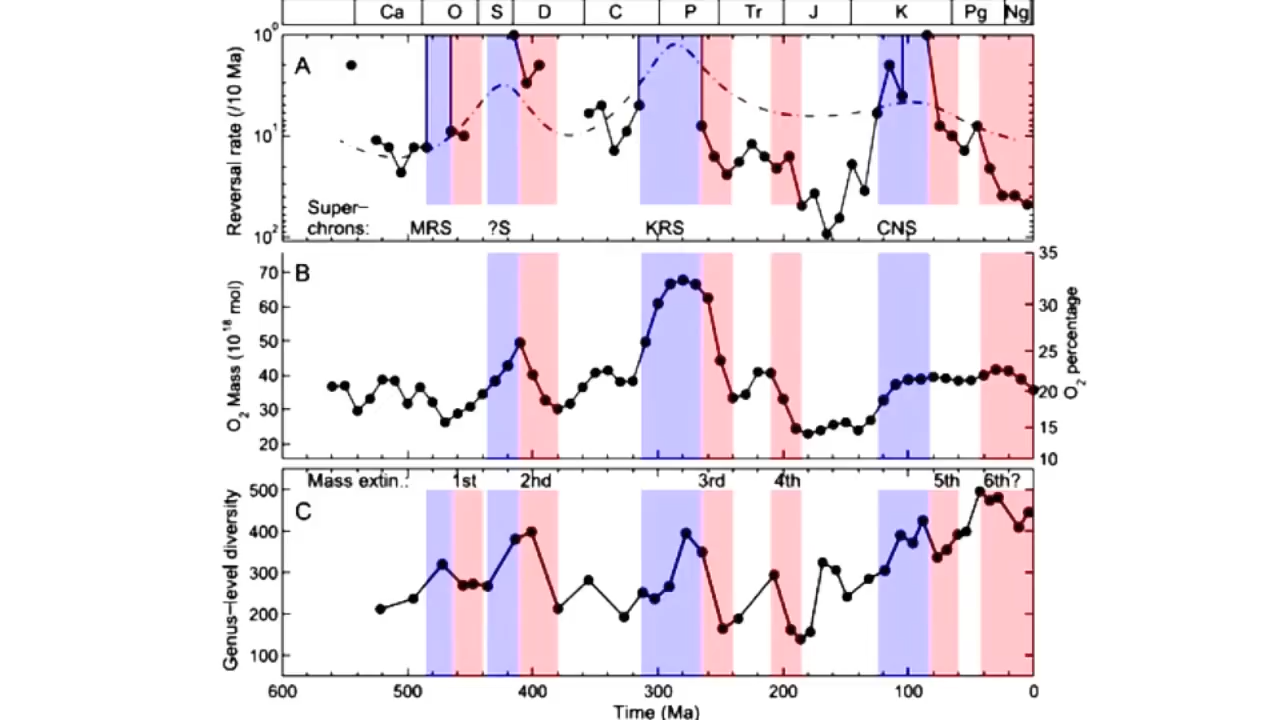 Ca O S D C P Tr J K Pg Ng
10⁰
A
10¹
10²
Reversal rate (/10 Ma)
Super–
chrons: MRS ?S KRS CNS
B
70
60
50
40
30
20
O₂ Mass (10¹⁸ mol)
35
30
25
20
15
10
O₂ percentage
Mass extin.: 1st 2nd 3rd 4th 5th 6th?
C
500
400
300
200
100
Genus–level diversity
600 500 400 300 200 100 0
Time (Ma)